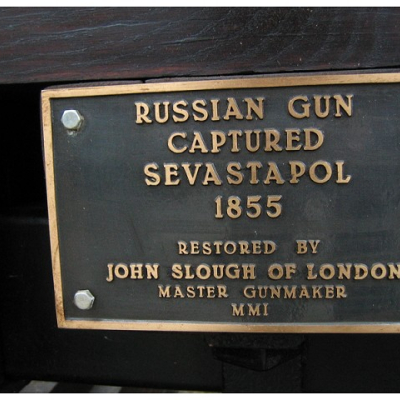 RUSSIAN GUN
CAPTURED
SEVASTAPOL
1855
RESTORED BY
JOHN SLOUGH OF LONDON
MASTER GUNMAKER
MMI